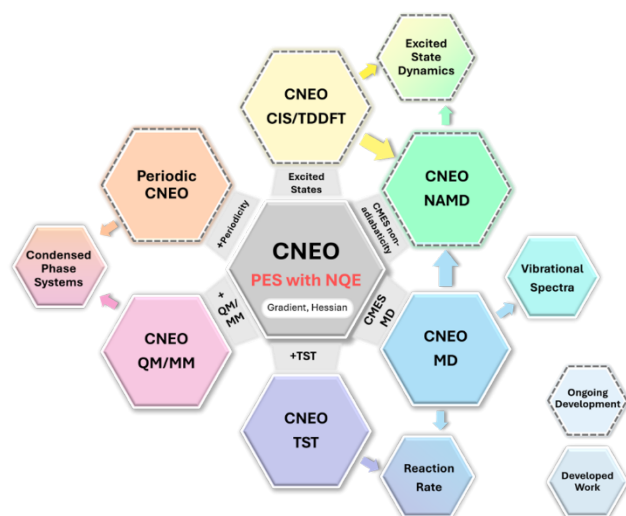 Excited
State
Dynamics
CNEO
CIS/TDDFT
Periodic
CNEO
Excited
States
CNEO
NAMD
+Periodicity
CMES non-
adiabaticity
CNEO
PES with NQE
Gradient, Hessian
Condensed
Phase
Systems
Vibrational
Spectra
+
QM/
MM
CMES
MD
CNEO
QM/MM
CNEO
MD
+TST
CNEO
TST
Ongoing
Development
Reaction
Rate
Developed
Work